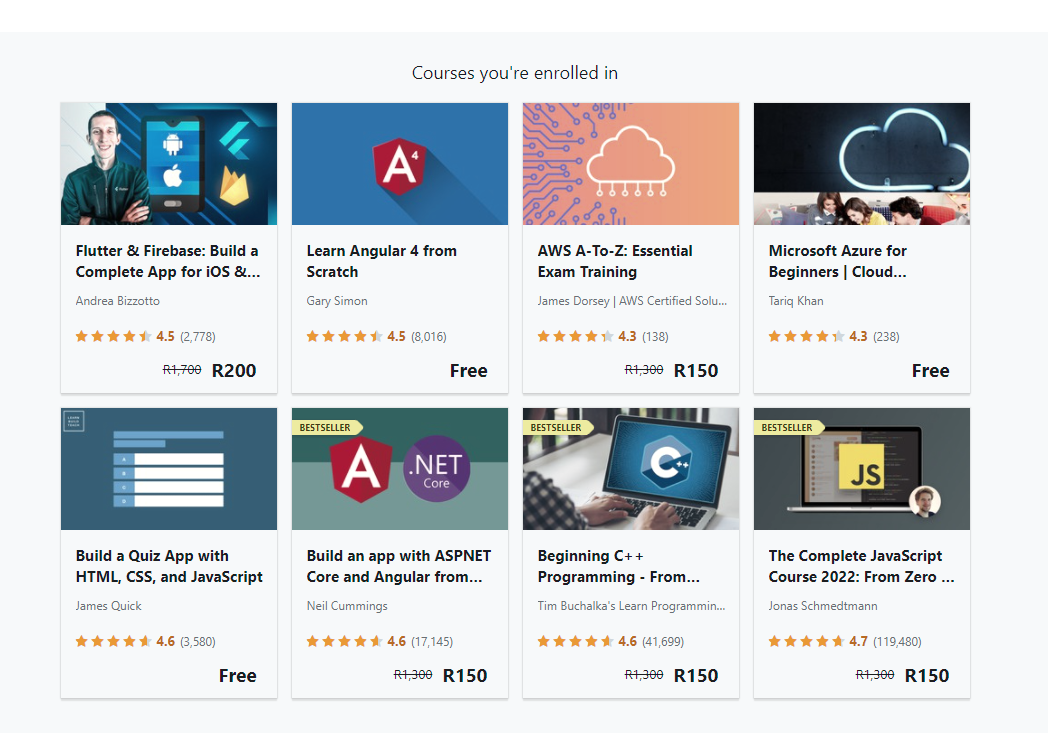 Courses you're enrolled in
Flutter & Firebase: Build a
Complete App for iOS &...
Andrea Bizzotto
4.5 (2,778)
R1,700 R200
A4
Learn Angular 4 from
Scratch
Gary Simon
4.5 (8,016)
Free
AWS A-To-Z: Essential
Exam Training
James Dorsey | AWS Certified Solu...
4.3 (138)
R1,300 R150
Microsoft Azure for
Beginners | Cloud...
Tariq Khan
4.3 (238)
Free
A
B
C
D
Build a Quiz App with
HTML, CSS, and JavaScript
James Quick
4.6 (3,580)
Free
BESTSELLER
A
.NET
Core
Build an app with ASPNET
Core and Angular from...
Neil Cummings
4.6 (17,145)
R1,300 R150
BESTSELLER
C++
Beginning C++
Programming - From...
Tim Buchalka's Learn Programmin...
4.6 (41,699)
R1,300 R150
BESTSELLER
JS
The Complete JavaScript
Course 2022: From Zero ...
Jonas Schmedtmann
4.7 (119,480)
R1,300 R150